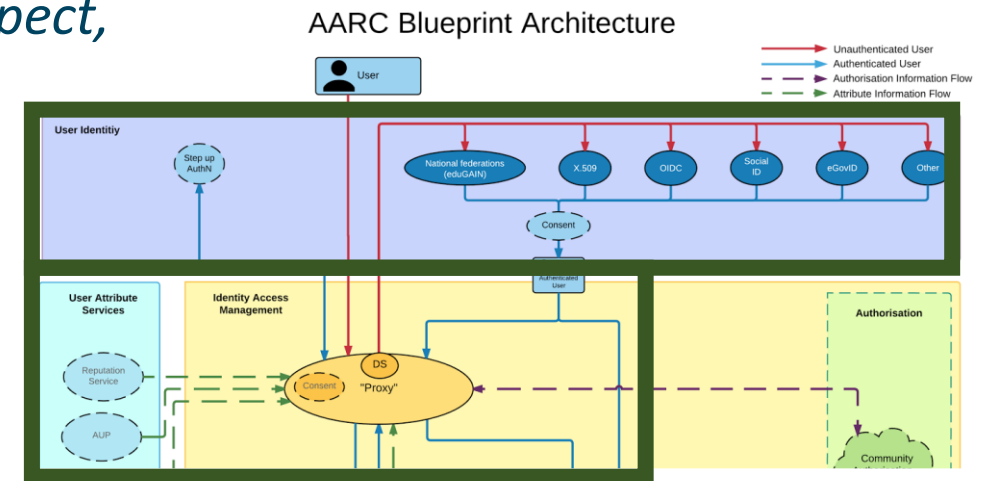 pect,
AARC Blueprint Architecture
User
Unauthenticated User
Authenticated User
Authorisation Information Flow
Attribute Information Flow
User Identitiy
Step up
AuthN
National federations
(eduGAIN)
X.509
OIDC
Social
ID
eGovID
Other
Consent
Authenticated
User
User Attribute
Services
Identity Access
Management
Authorisation
Reputation
Service
AUP
DS
Consent
"Proxy"
Community